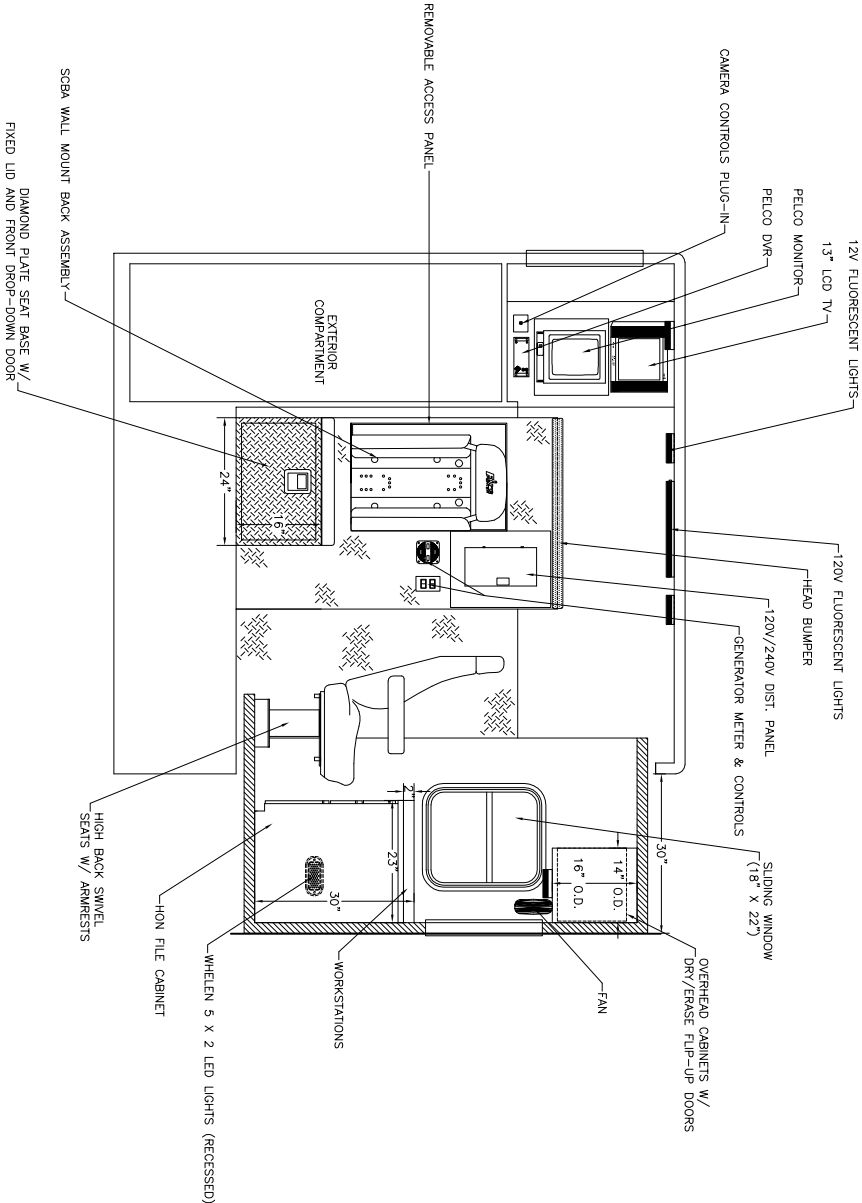 12V FLUORESCENT LIGHTS
13" LCD TV
PELCO MONITOR
PELCO DVR
CAMERA CONTROLS PLUG-IN
REMOVABLE ACCESS PANEL
SCBA WALL MOUNT BACK ASSEMBLY
DIAMOND PLATE SEAT BASE W/
FIXED LID AND FRONT DROP-DOWN DOOR
EXTERIOR
COMPARTMENT
24"
16"
120V FLUORESCENT LIGHTS
HEAD BUMPER
120V/240V DIST. PANEL
GENERATOR METER & CONTROLS
30"
SLIDING WINDOW
(18" X 22")
14" O.D.
16" O.D.
OVERHEAD CABINETS W/
DRY/ERASE FLIP-UP DOORS
FAN
2"
23"
30"
WORKSTATIONS
WHELEN 5 X 2 LED LIGHTS (RECESSED)
HON FILE CABINET
HIGH BACK SWIVEL
SEATS W/ ARMRESTS